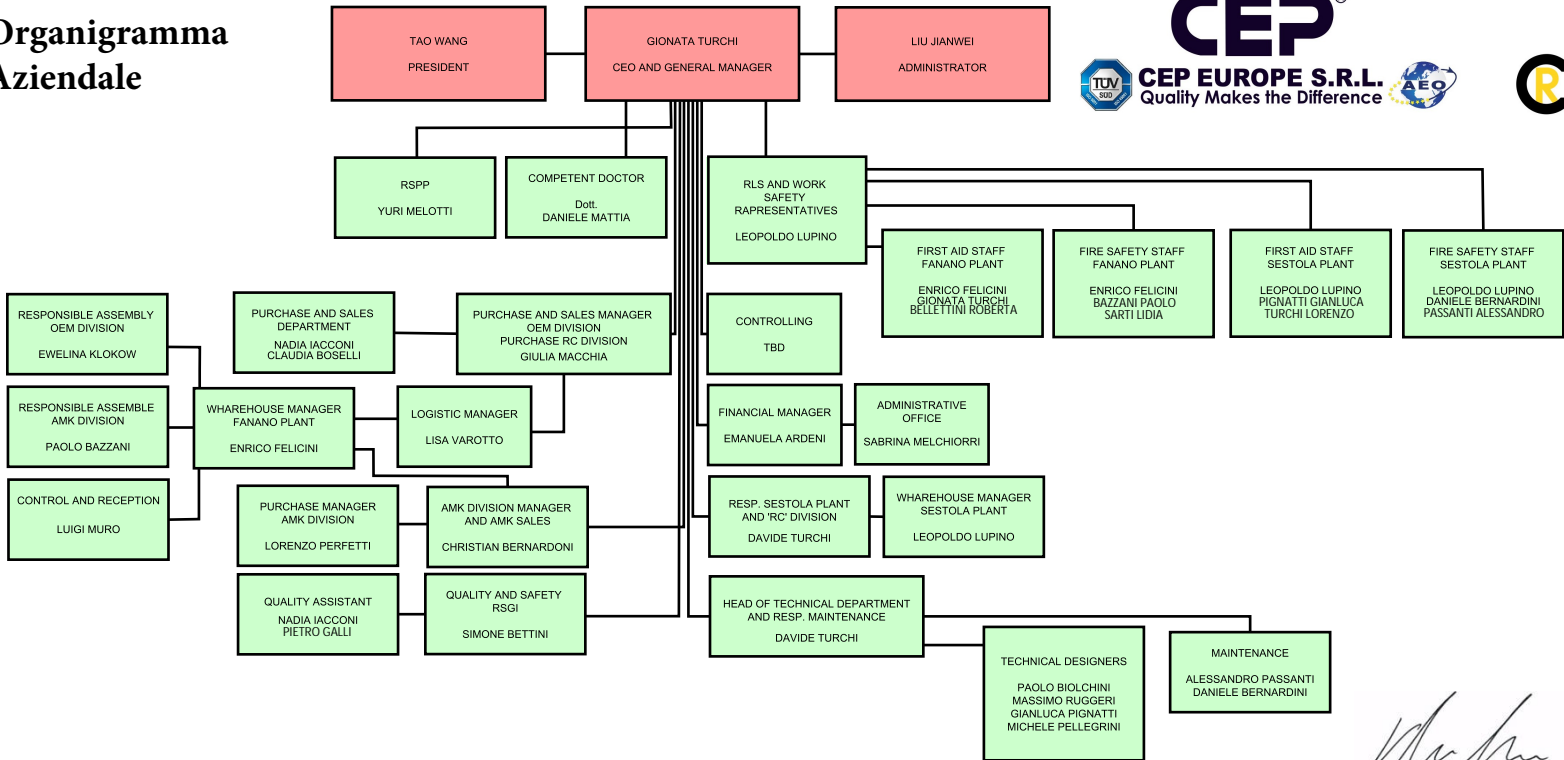 Organigramma
Aziendale
TAO WANG
PRESIDENT
GIONATA TURCHI
CEO AND GENERAL MANAGER
LIU JIANWEI
ADMINISTRATOR
CEP
®
TÜV
SÜD
CEP EUROPE S.R.L.
Quality Makes the Difference
AEO
R
RSPP
YURI MELOTTI
COMPETENT DOCTOR
Dott.
DANIELE MATTIA
RLS AND WORK
SAFETY
RAPRESENTATIVES
LEOPOLDO LUPINO
FIRST AID STAFF
FANANO PLANT
ENRICO FELICINI
GIONATA TURCHI
BELLETTINI ROBERTA
FIRE SAFETY STAFF
FANANO PLANT
ENRICO FELICINI
BAZZANI PAOLO
SARTI LIDIA
FIRST AID STAFF
SESTOLA PLANT
LEOPOLDO LUPINO
PIGNATTI GIANLUCA
TURCHI LORENZO
FIRE SAFETY STAFF
SESTOLA PLANT
LEOPOLDO LUPINO
DANIELE BERNARDINI
PASSANTI ALESSANDRO
RESPONSIBLE ASSEMBLY
OEM DIVISION
EWELINA KLOKOW
PURCHASE AND SALES
DEPARTMENT
NADIA IACCONI
CLAUDIA BOSELLI
PURCHASE AND SALES MANAGER
OEM DIVISION
PURCHASE RC DIVISION
GIULIA MACCHIA
CONTROLLING
TBD
RESPONSIBLE ASSEMBLE
AMK DIVISION
PAOLO BAZZANI
WHAREHOUSE MANAGER
FANANO PLANT
ENRICO FELICINI
LOGISTIC MANAGER
LISA VAROTTO
FINANCIAL MANAGER
EMANUELA ARDENI
ADMINISTRATIVE
OFFICE
SABRINA MELCHIORRI
CONTROL AND RECEPTION
LUIGI MURO
PURCHASE MANAGER
AMK DIVISION
LORENZO PERFETTI
AMK DIVISION MANAGER
AND AMK SALES
CHRISTIAN BERNARDONI
RESP. SESTOLA PLANT
AND 'RC' DIVISION
DAVIDE TURCHI
WHAREHOUSE MANAGER
SESTOLA PLANT
LEOPOLDO LUPINO
QUALITY ASSISTANT
NADIA IACCONI
PIETRO GALLI
QUALITY AND SAFETY
RSGI
SIMONE BETTINI
HEAD OF TECHNICAL DEPARTMENT
AND RESP. MAINTENANCE
DAVIDE TURCHI
TECHNICAL DESIGNERS
PAOLO BIOLCHINI
MASSIMO RUGGERI
GIANLUCA PIGNATTI
MICHELE PELLEGRINI
MAINTENANCE
ALESSANDRO PASSANTI
DANIELE BERNARDINI